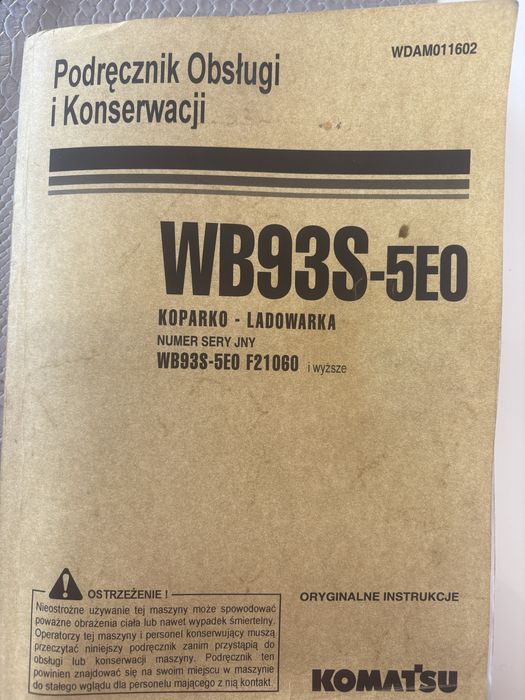 WDAM011602
Podręcznik Obsługi
i Konserwacji
WB93S-5E0
KOPARKO - LADOWARKA
NUMER SERY JNY
WB93S-5E0 F21060 i wyższe
OSTRZEŻENIE !
Nieostrożne używanie tej maszyny może spowodować
poważne obrażenia ciała lub nawet wypadek śmiertelny.
Operatorzy tej maszyny i personel konserwujący muszą
przeczytać niniejszy podręcznik zanim przystąpią do
obsługi lub konserwacji maszyny. Podręcznik ten
powinien znajdować się na swoim miejscu w maszynie
do stałego wglądu dla personelu mającego z nią kontakt.
ORYGINALNE INSTRUKCJE
KOMATSU